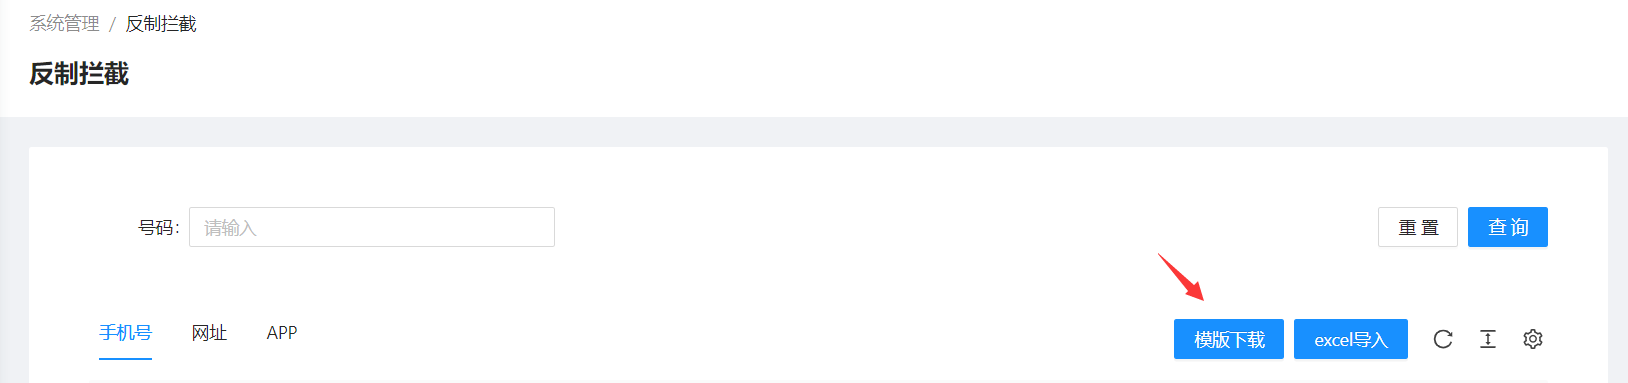 系统管理 / 反制拦截
反制拦截
号码: 请输入 重 置 查 询
手机号 网址 APP 模版下载 excel导入